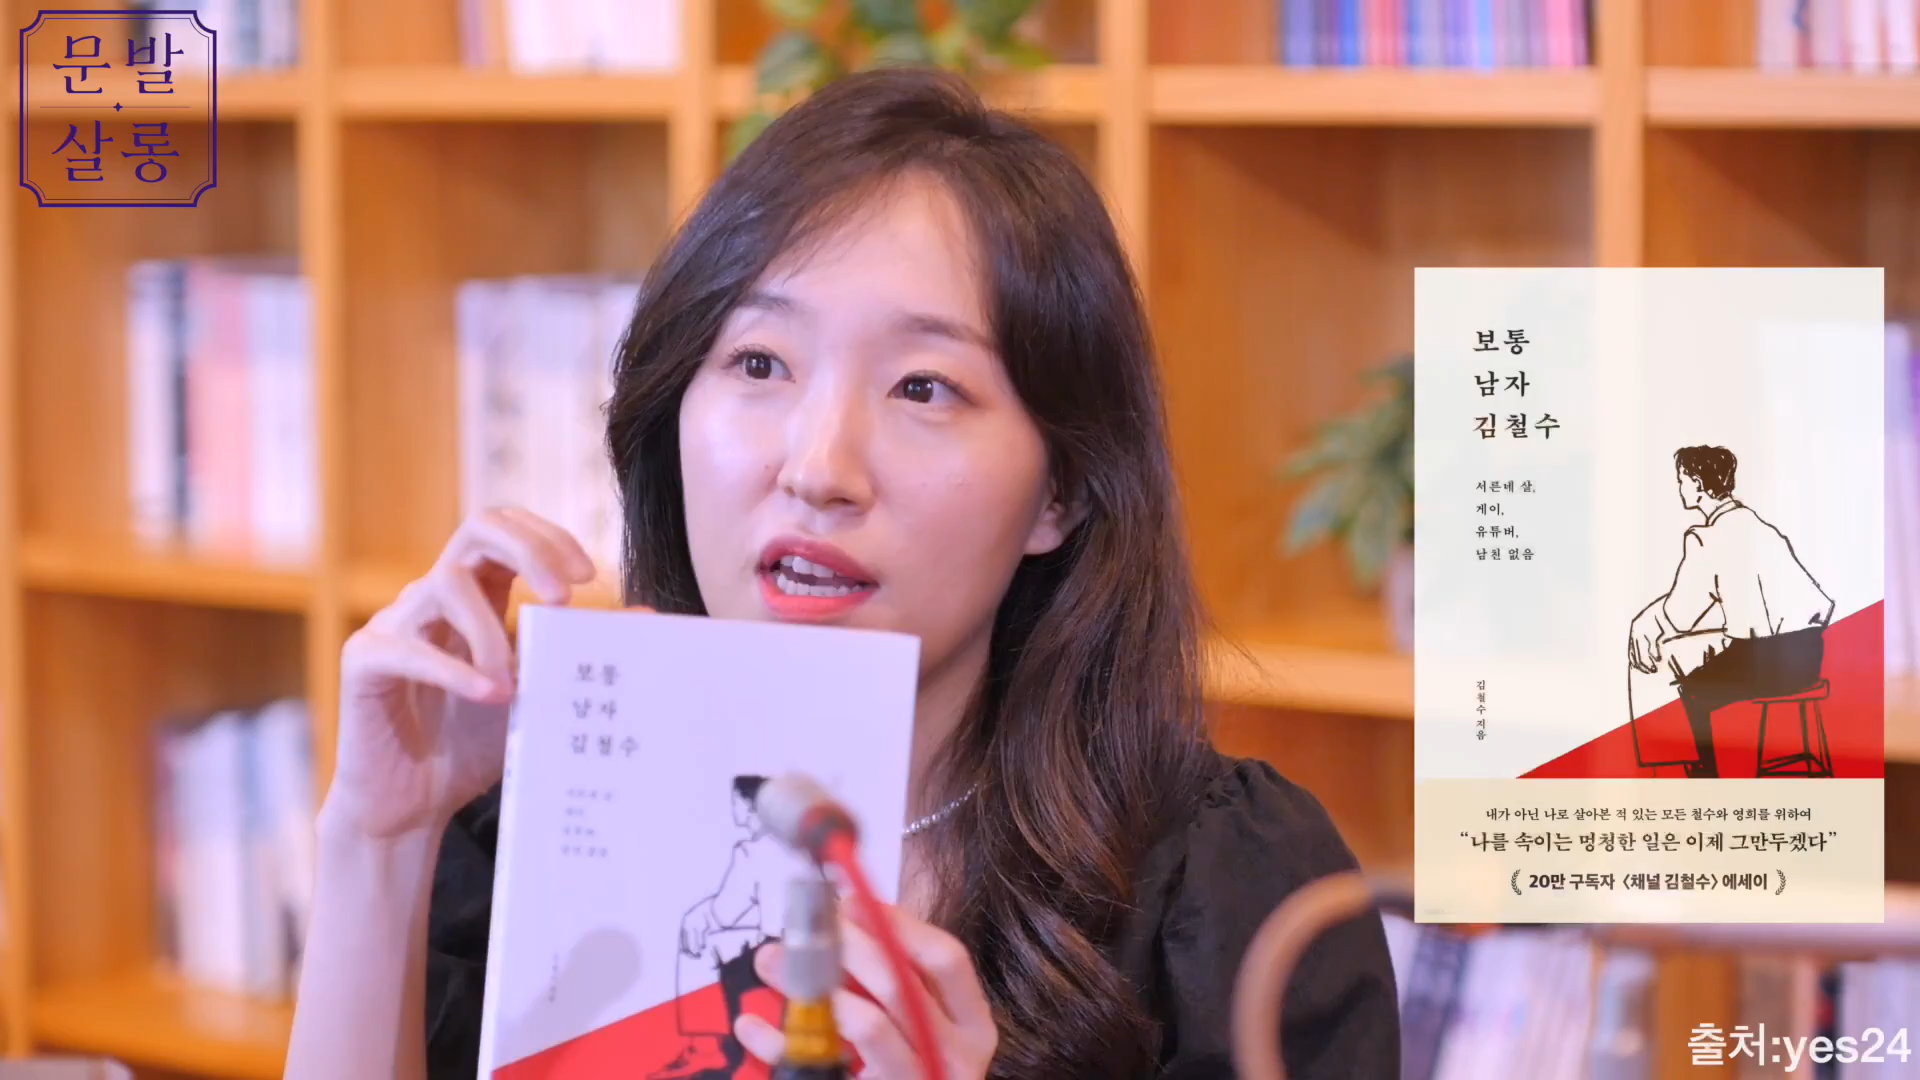 문발
살롱
보통
남자
김철수
서른네 살,
게이,
유튜버,
남친 없음
김철수 지음
내가 아닌 나로 살아본 적 있는 모든 철수와 영희를 위하여
“나를 속이는 멍청한 일은 이제 그만두겠다”
20만 구독자 〈채널 김철수〉 에세이
보통
남자
김철수
출처:yes24